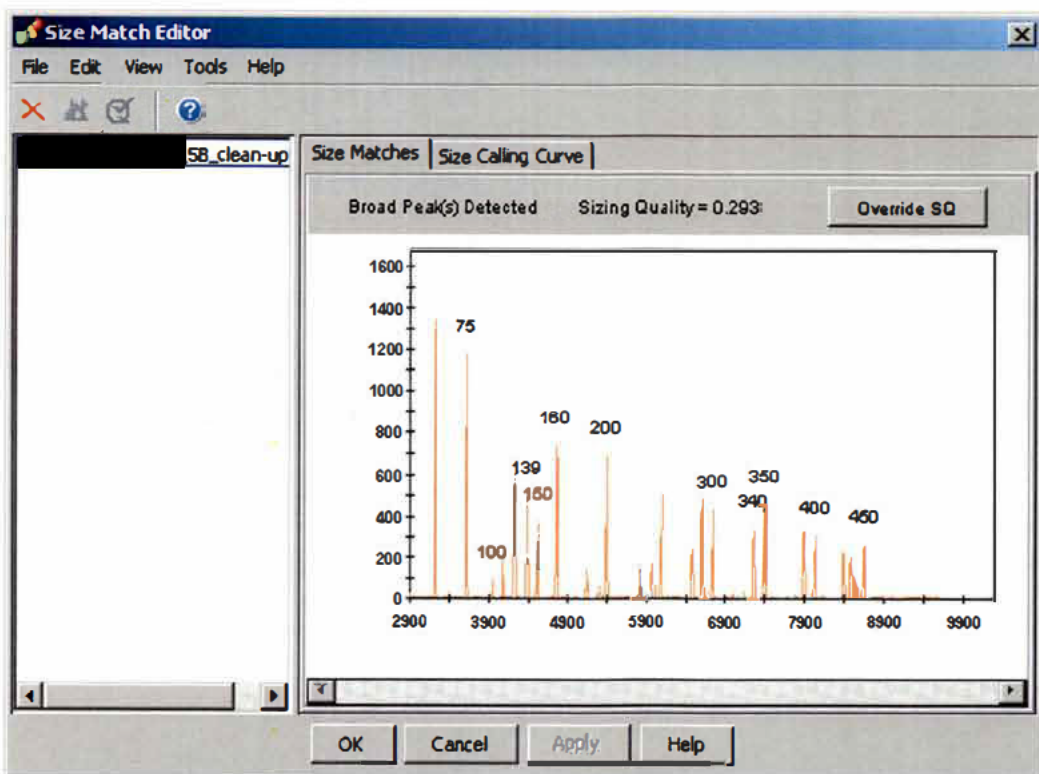 Size Match Editor
File Edit View Tools Help
58_clean-up
Size Matches Size Calling Curve
Broad Peak(s) Detected Sizing Quality = 0.293
Override SQ
1600
1400
1200
1000
800
600
400
200
0
75
100
139
150
160
200
300
340
350
400
460
2900 3900 4900 5900 6900 7900 8900 9900
OK Cancel Apply Help